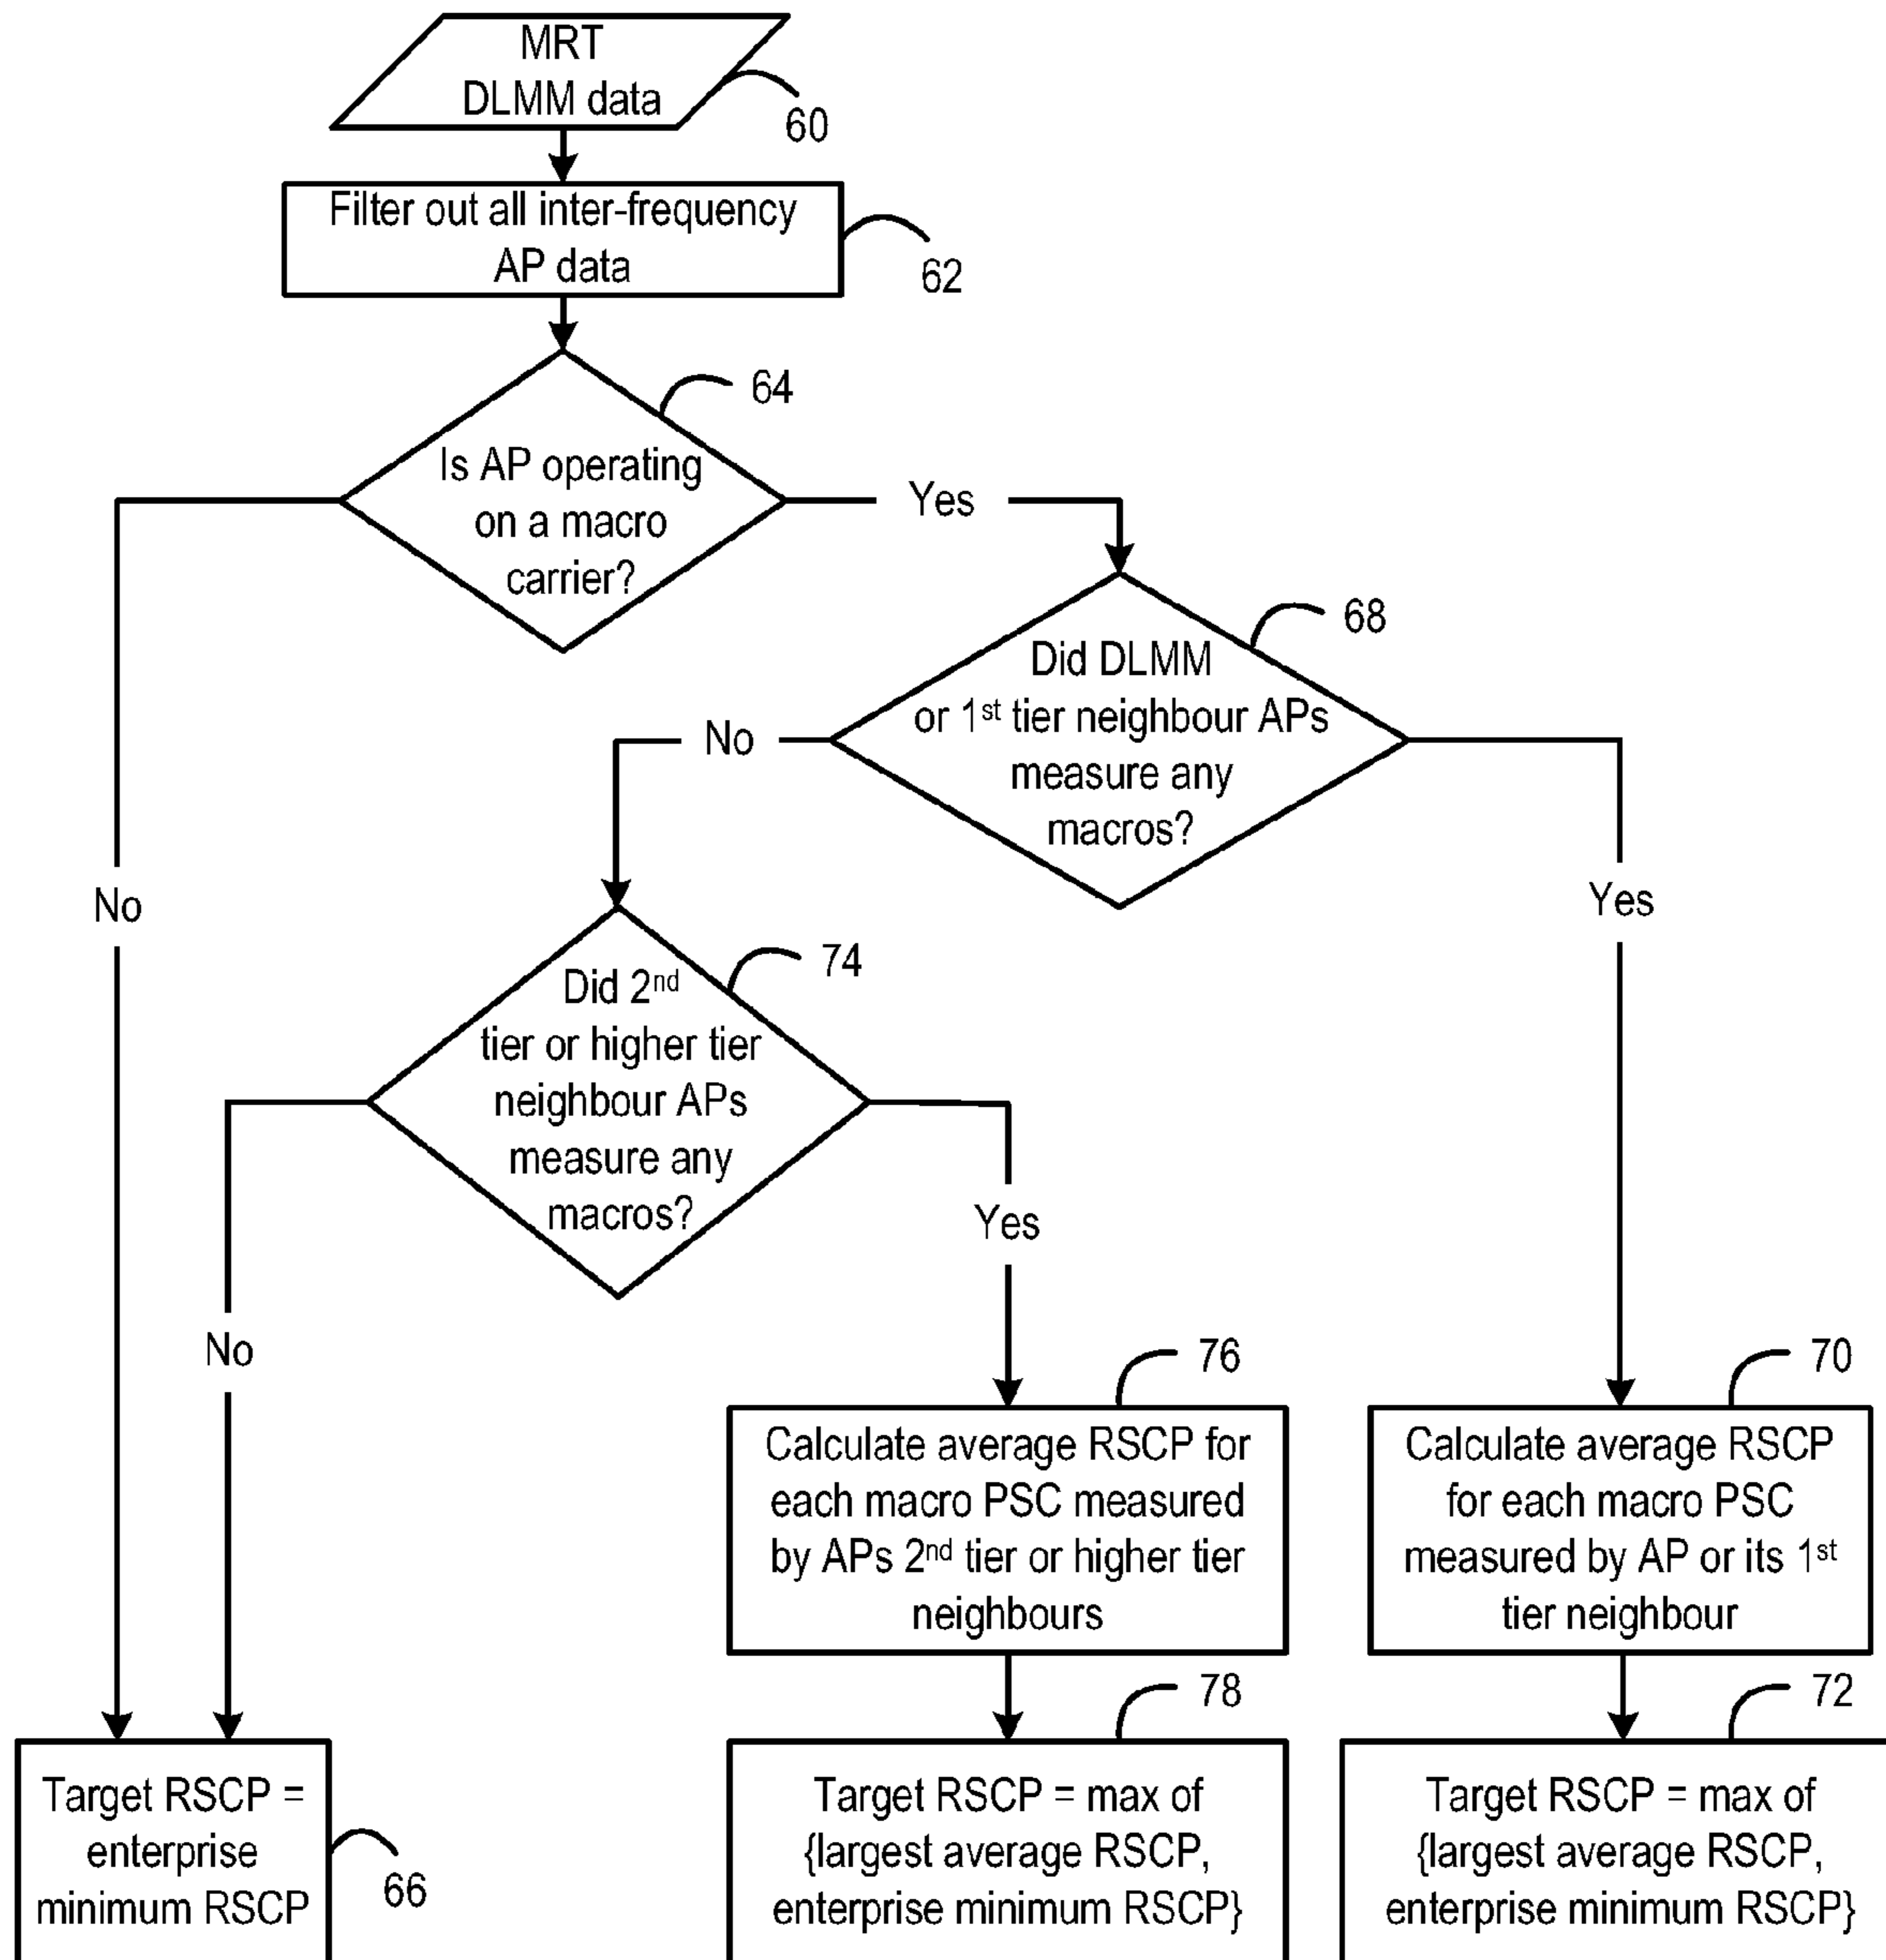 MRT
DLMM data
60
Filter out all inter-frequency
AP data
62
64
Is AP operating
on a macro
carrier?
Yes
No
68
Did DLMM
or 1st tier neighbour APs
measure any
macros?
No
Yes
74
Did 2nd
tier or higher tier
neighbour APs
measure any
macros?
No
Yes
76
Calculate average RSCP for
each macro PSC measured
by APs 2nd tier or higher tier
neighbours
70
Calculate average RSCP
for each macro PSC
measured by AP or its 1st
tier neighbour
Target RSCP =
enterprise
minimum RSCP
66
78
Target RSCP = max of
{largest average RSCP,
enterprise minimum RSCP}
72
Target RSCP = max of
{largest average RSCP,
enterprise minimum RSCP}